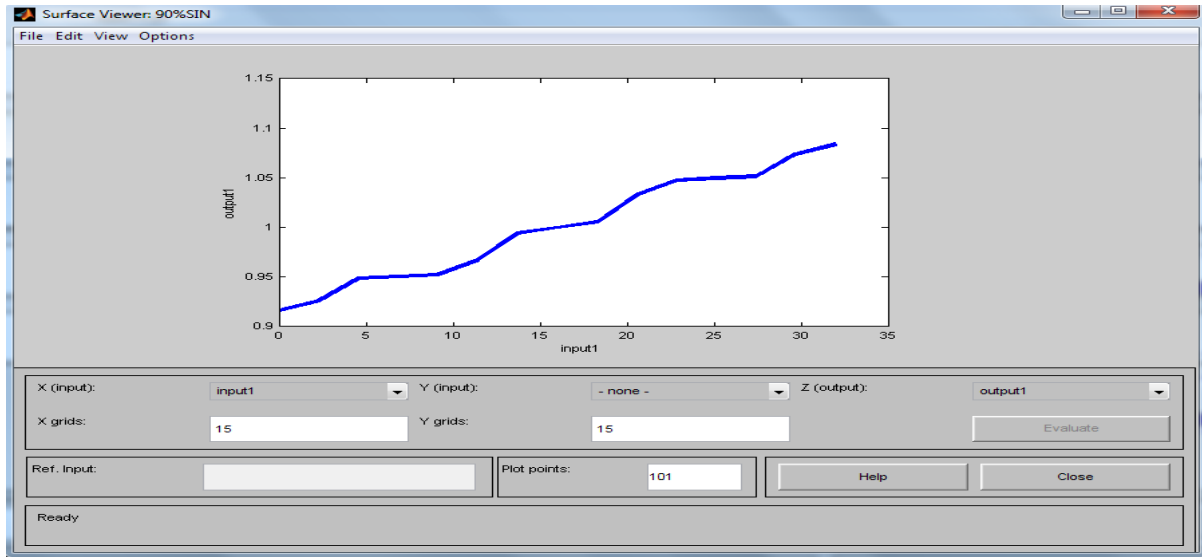 Surface Viewer: 90%SIN
File Edit View Options
1.15
1.1
1.05
1
0.95
0.9
output1
0 5 10 15 20 25 30 35
input1
X (input): input1 Y (input): - none - Z (output): output1
X grids: 15 Y grids: 15 Evaluate
Ref. Input: Plot points: 101 Help Close
Ready